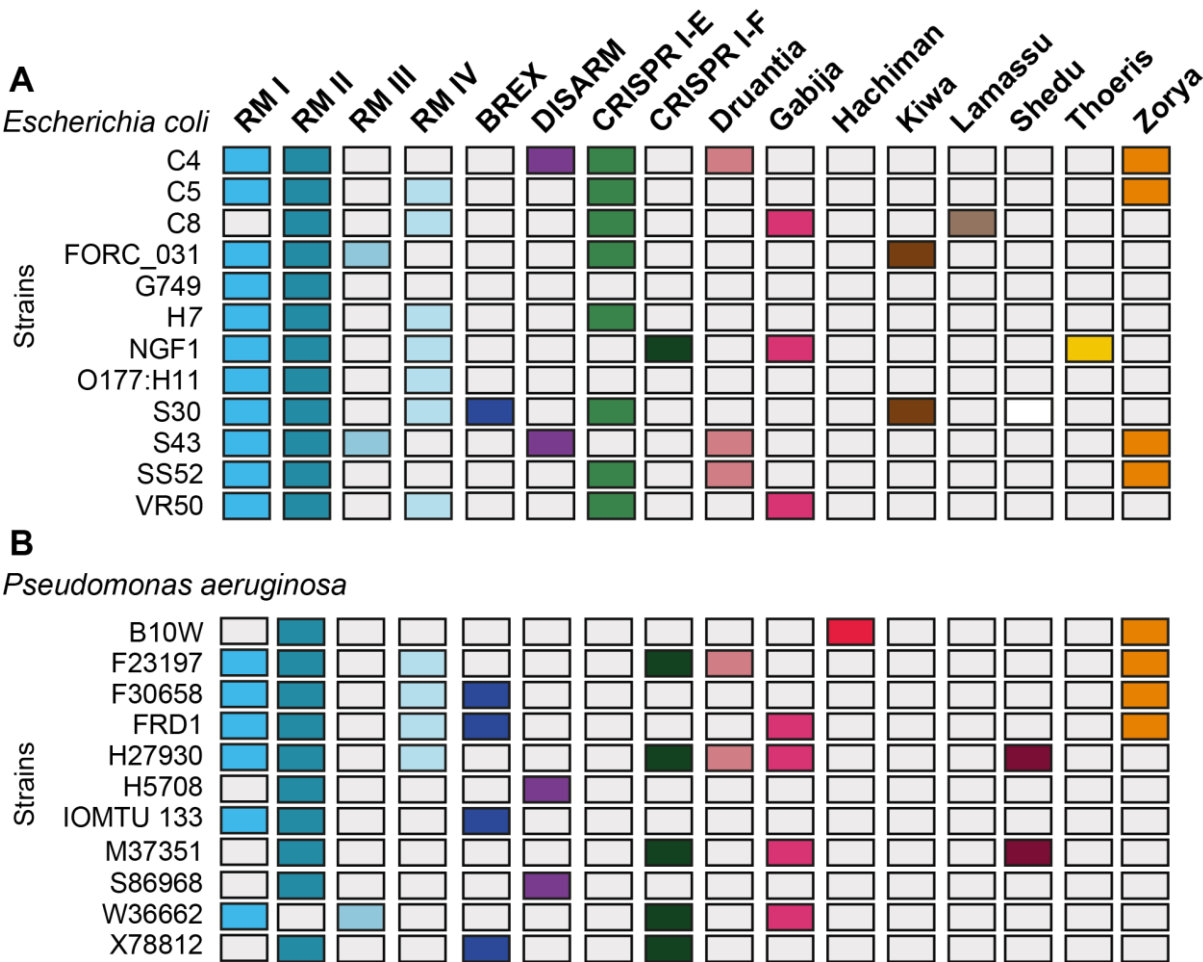 A
Escherichia coli
RM I
RM II
RM III
RM IV
BREX
DISARM
CRISPR I-E
CRISPR I-F
Druantia
Gabija
Hachiman
Kiwa
Lamassu
Shedu
Thoeris
Zorya
Strains
C4
C5
C8
FORC_031
G749
H7
NGF1
O177:H11
S30
S43
SS52
VR50
B
Pseudomonas aeruginosa
Strains
B10W
F23197
F30658
FRD1
H27930
H5708
IOMTU 133
M37351
S86968
W36662
X78812